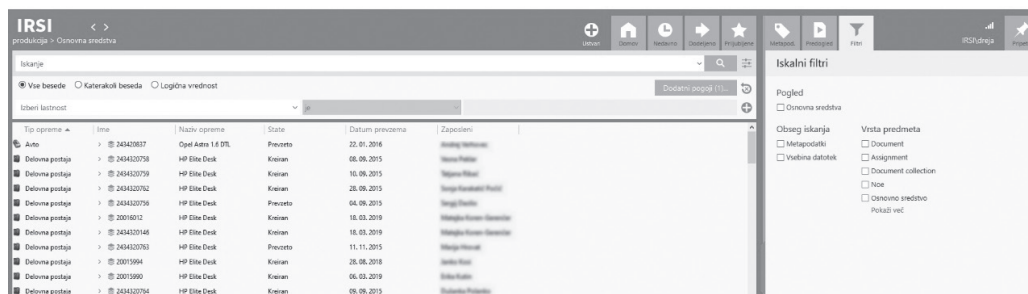 IRSI
produkcija > Osnovna sredstva
Ustvari
Domov
Nedavno
Dodeljeno
Priljubljeno
Metapod.
Predogled
Filtri
IRSI\dreja
Iskanje
Vse besede Katerakoli beseda Logična vrednost
Dodatni pogoji (1)...
Izberi lastnost
je
Tip opreme Ime Naziv opreme State Datum prevzema Zaposleni
Avto 243420837 Opel Astra 1.6 DTL Prevzeto 22. 01. 2016
Delovna postaja 2434320758 HP Elite Desk Kreiran 08. 09. 2015
Delovna postaja 2434320759 HP Elite Desk Kreiran 10. 09. 2015
Delovna postaja 2434320762 HP Elite Desk Kreiran 28. 09. 2015
Delovna postaja 2434320756 HP Elite Desk Prevzeto 04. 09. 2015
Delovna postaja 20016012 HP Elite Desk Kreiran 18. 03. 2019
Delovna postaja 2434320146 HP Elite Desk Kreiran 18. 03. 2019
Delovna postaja 2434320763 HP Elite Desk Prevzeto 11. 11. 2015
Delovna postaja 20015994 HP Elite Desk Kreiran 28. 08. 2018
Delovna postaja 20015990 HP Elite Desk Kreiran 06. 03. 2019
Delovna postaja 2434320764 HP Elite Desk Kreiran 09. 09. 2015
Iskalni filtri
Pogled
Osnovna sredstva
Obseg iskanja
Metapodatki
Vsebina datotek
Vrsta predmeta
Document
Assignment
Document collection
Noe
Osnovno sredstvo
Pokaži več